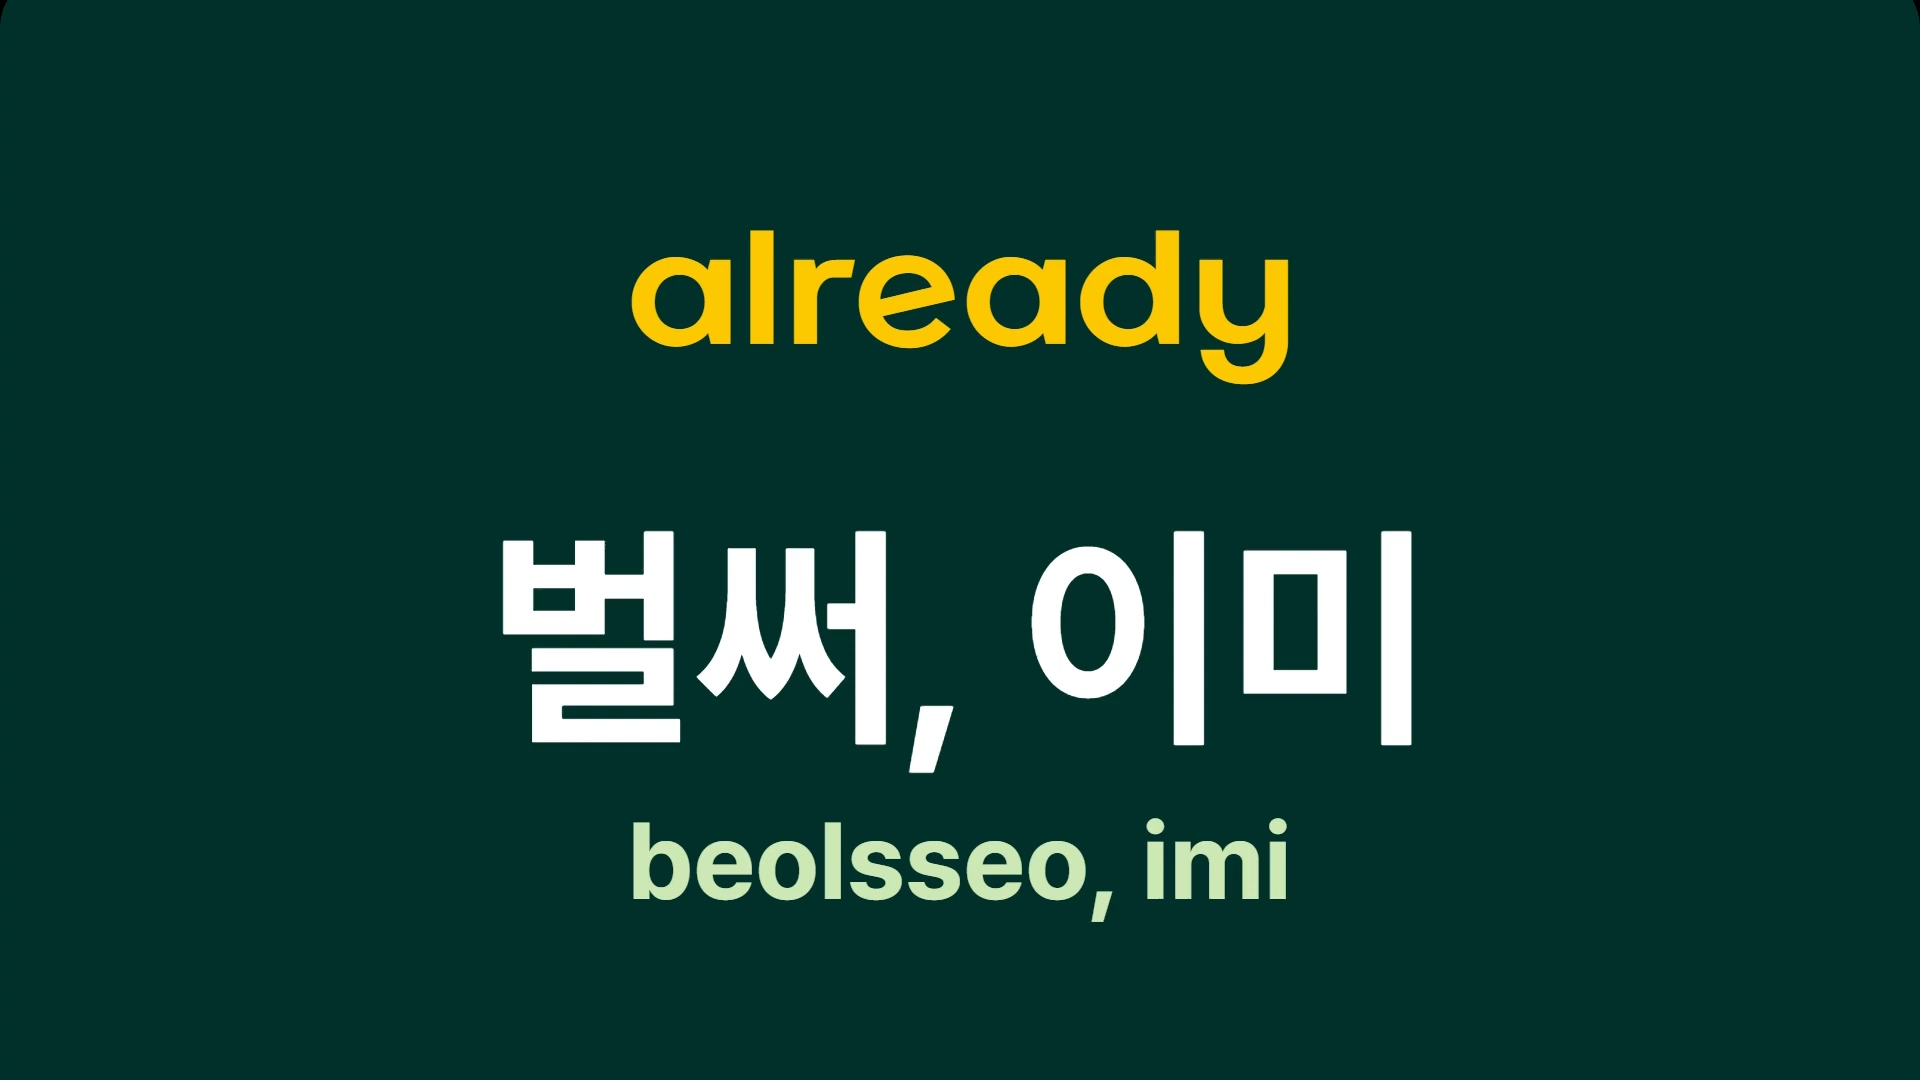 already
벌써, 이미
beolsseo, imi